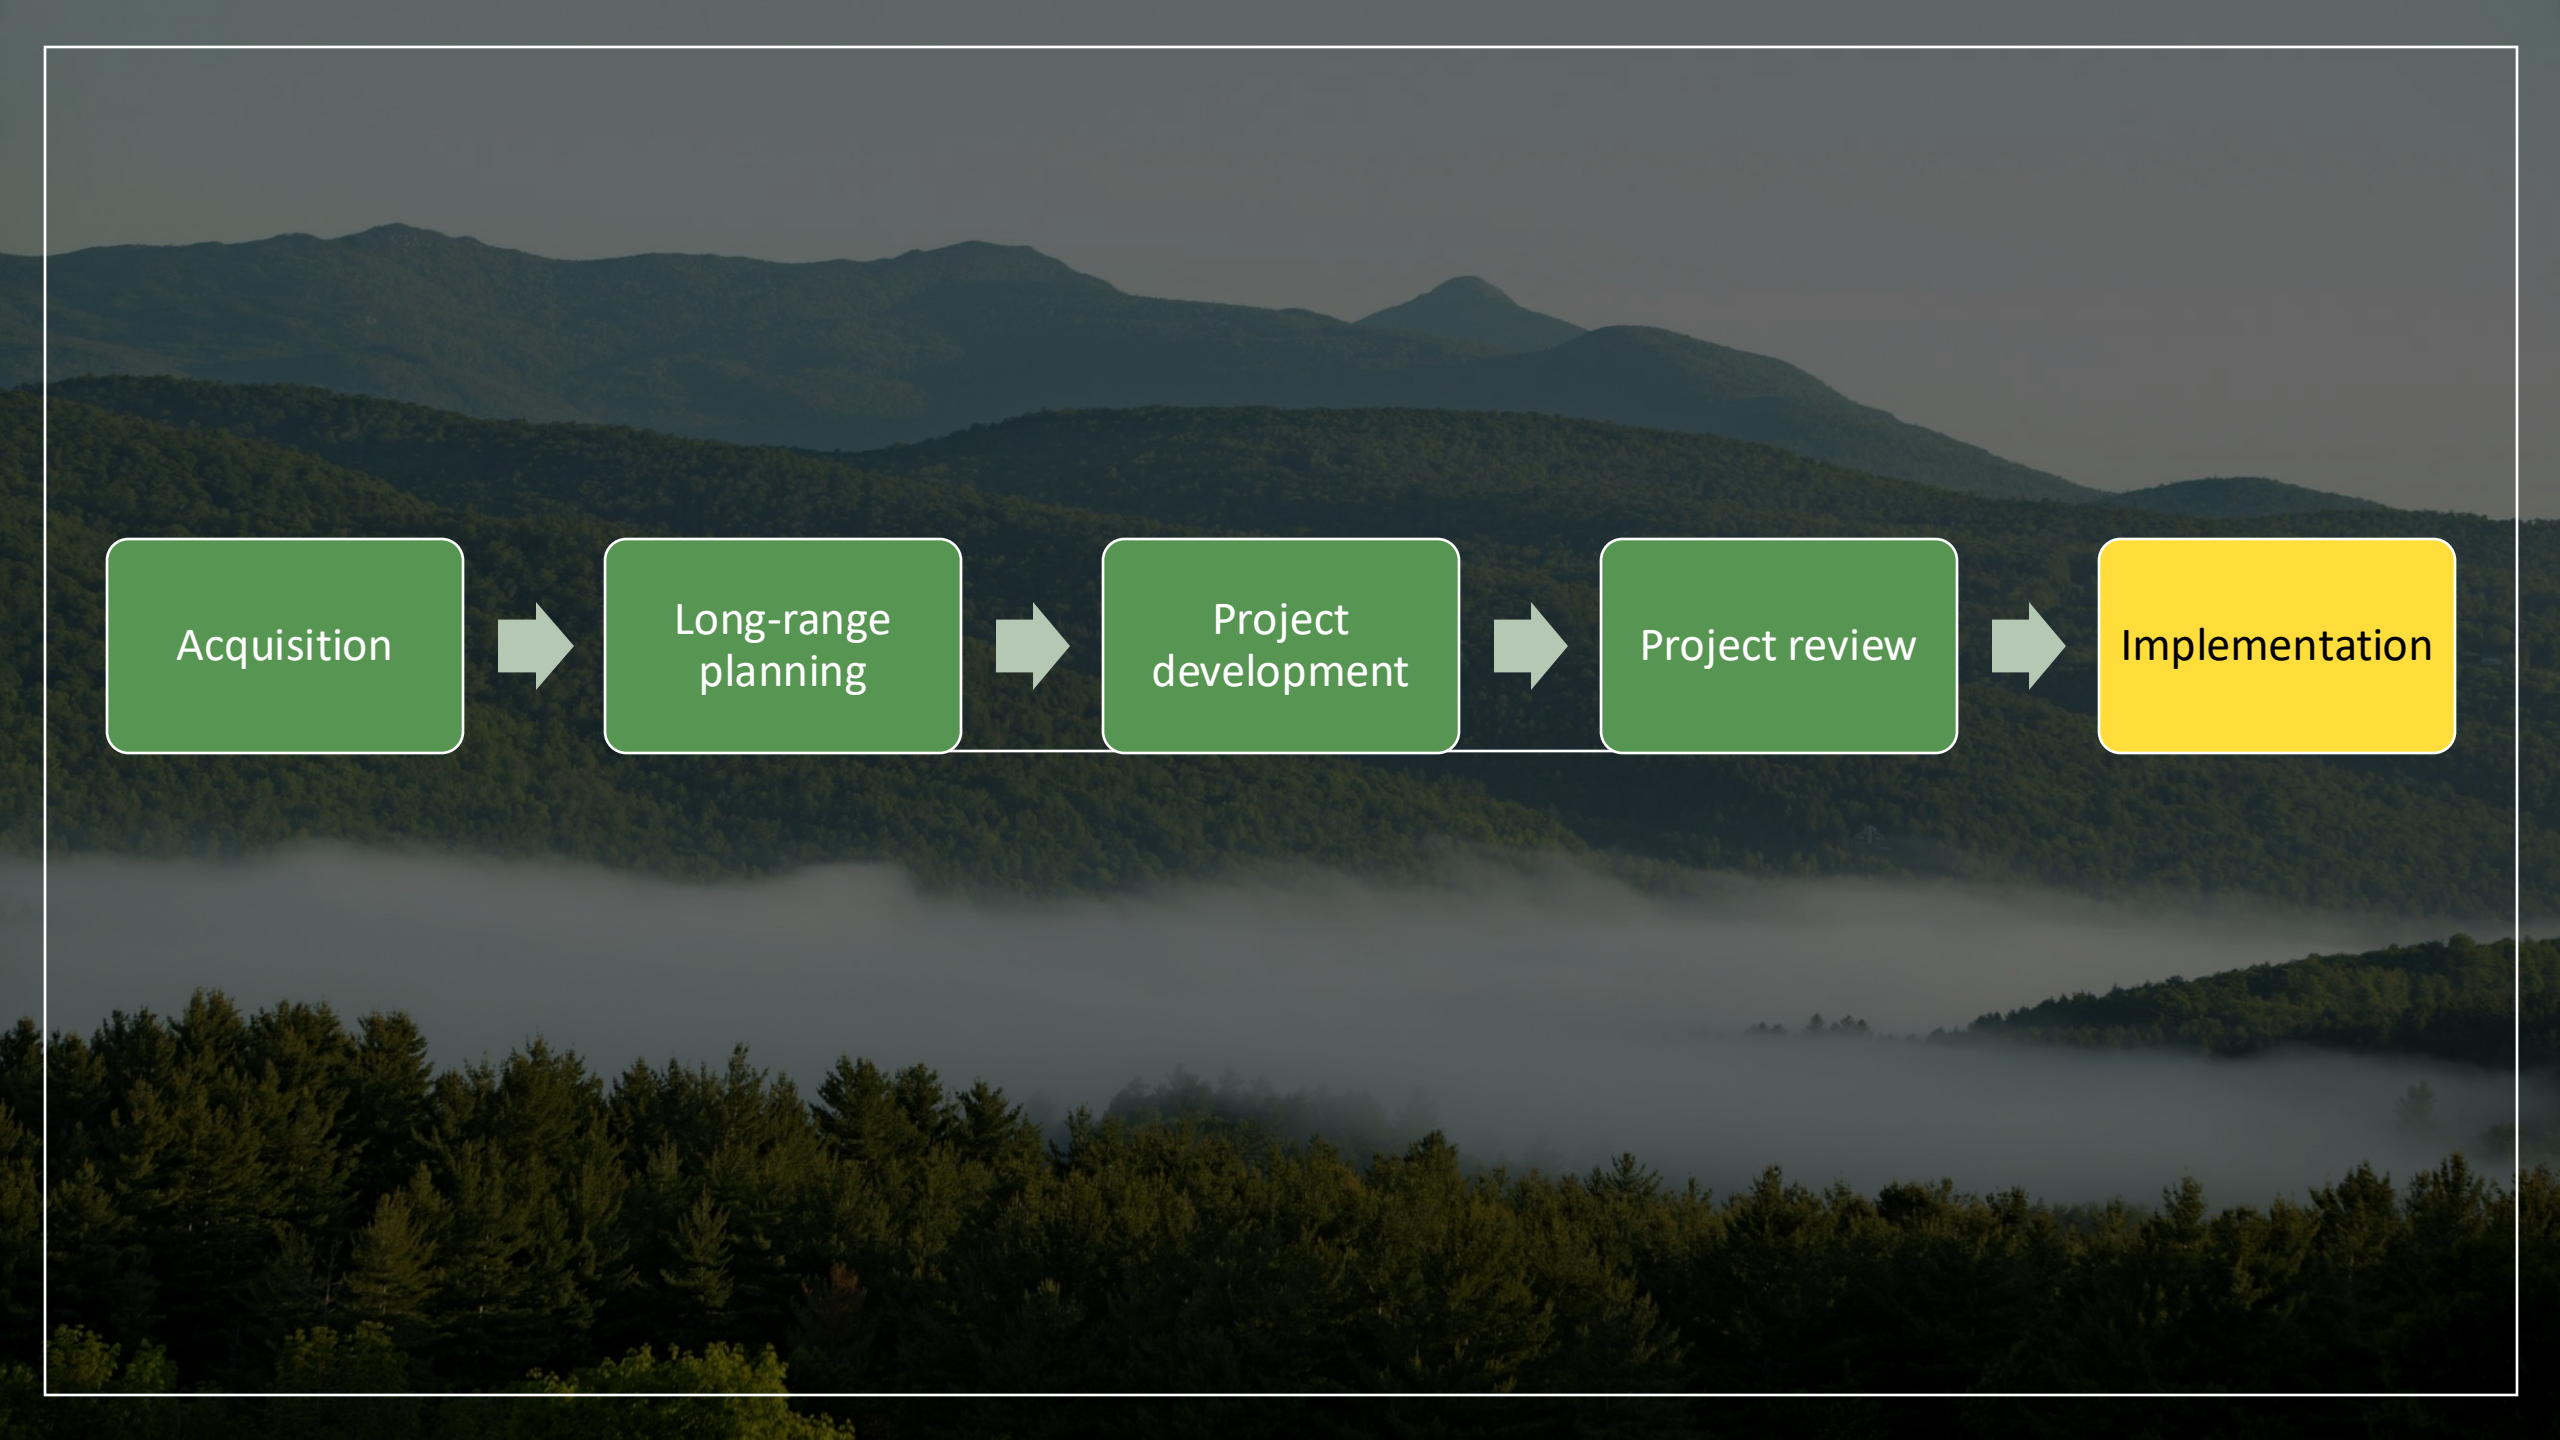 Acquisition
Long-range
planning
Project
development
Project review
Implementation